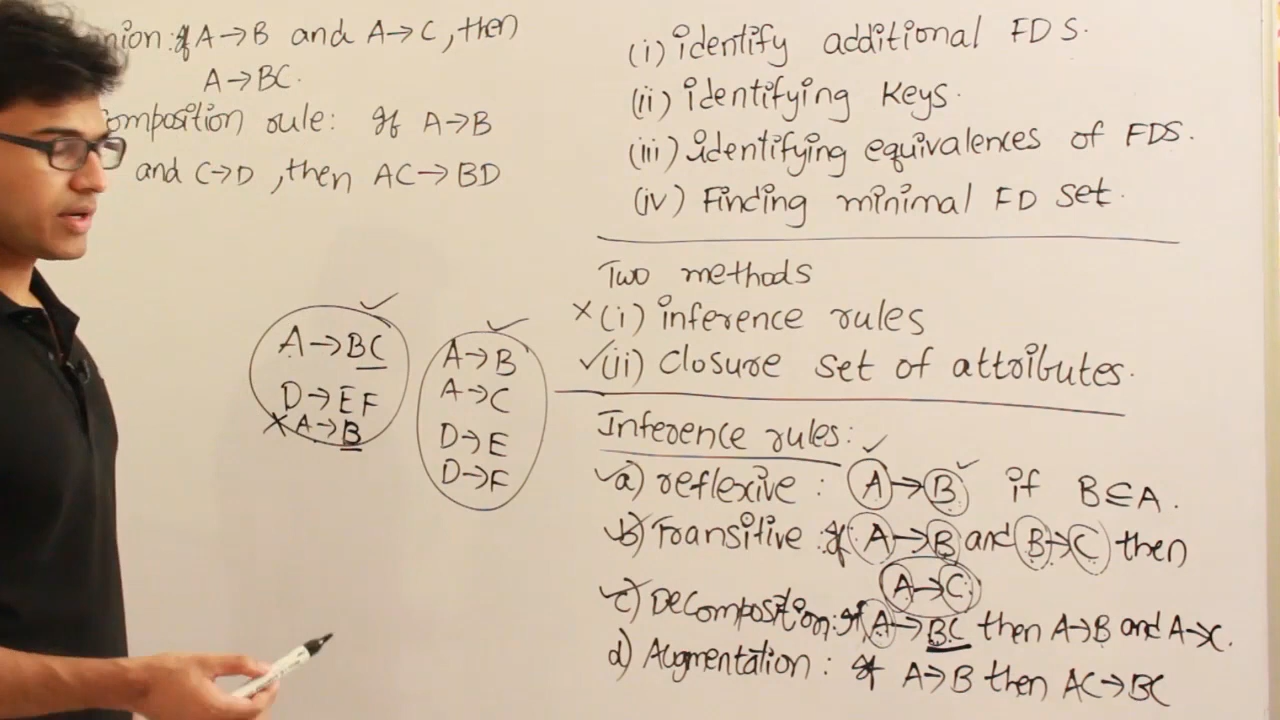 nion: if A→B and A→C, then
A→BC.
omposition rule: If A→B
and C→D, then AC→BD
A→BC
D→EF
×A→B
A→B
A→C
D→E
D→F
(i) identify additional FDS.
(ii) identifying Keys.
(iii) identifying equivalences of FDS.
(iv) Finding minimal FD set.
Two methods
×(i) inference rules
✓(ii) Closure set of attributes.
Inference rules:
a) reflexive : A→B if B⊆A.
b) Transitive : if A→B and B→C then
A→C
c) Decomposition: if A→BC then A→B and A→C.
d) Augmentation : if A→B then AC→BC